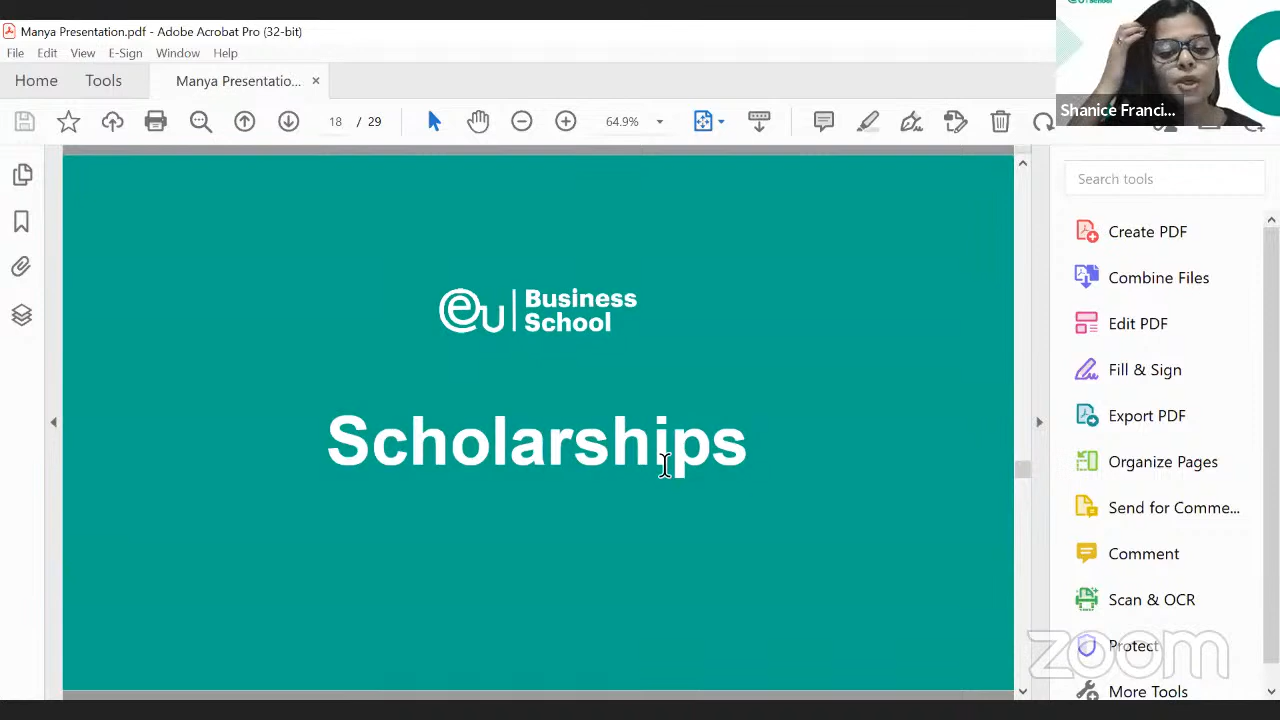 Manya Presentation.pdf - Adobe Acrobat Pro (32-bit)
File Edit View E-Sign Window Help
Home Tools Manya Presentatio... ×
18 / 64.9%
Shanice Franci...
Search tools
Create PDF
Combine Files
Edit PDF
Fill & Sign
Export PDF
Organize Pages
Send for Comme...
Comment
Scan & OCR
Protect
More Tools
eu Business
School
Scholarships
zoom